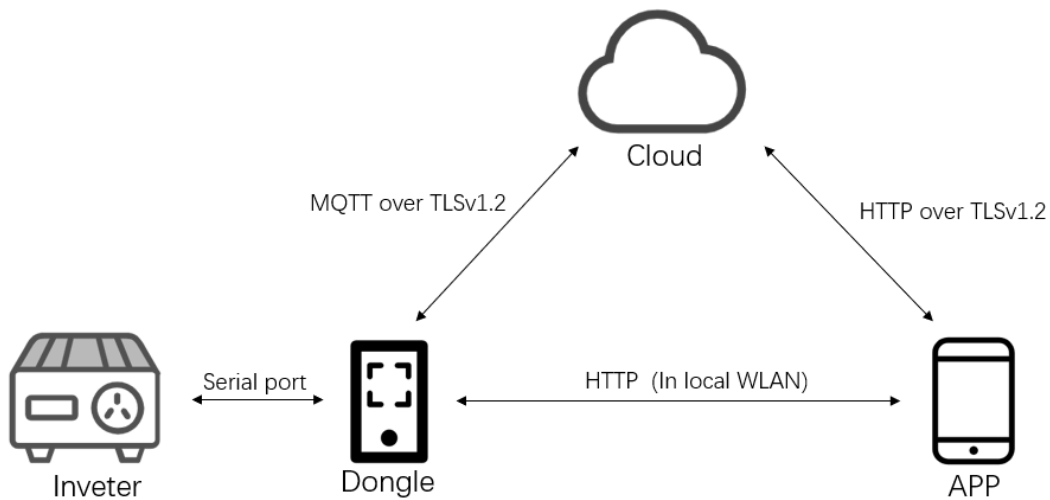 Cloud
MQTT over TLSv1.2
HTTP over TLSv1.2
Serial port
HTTP (In local WLAN)
Inveter
Dongle
APP